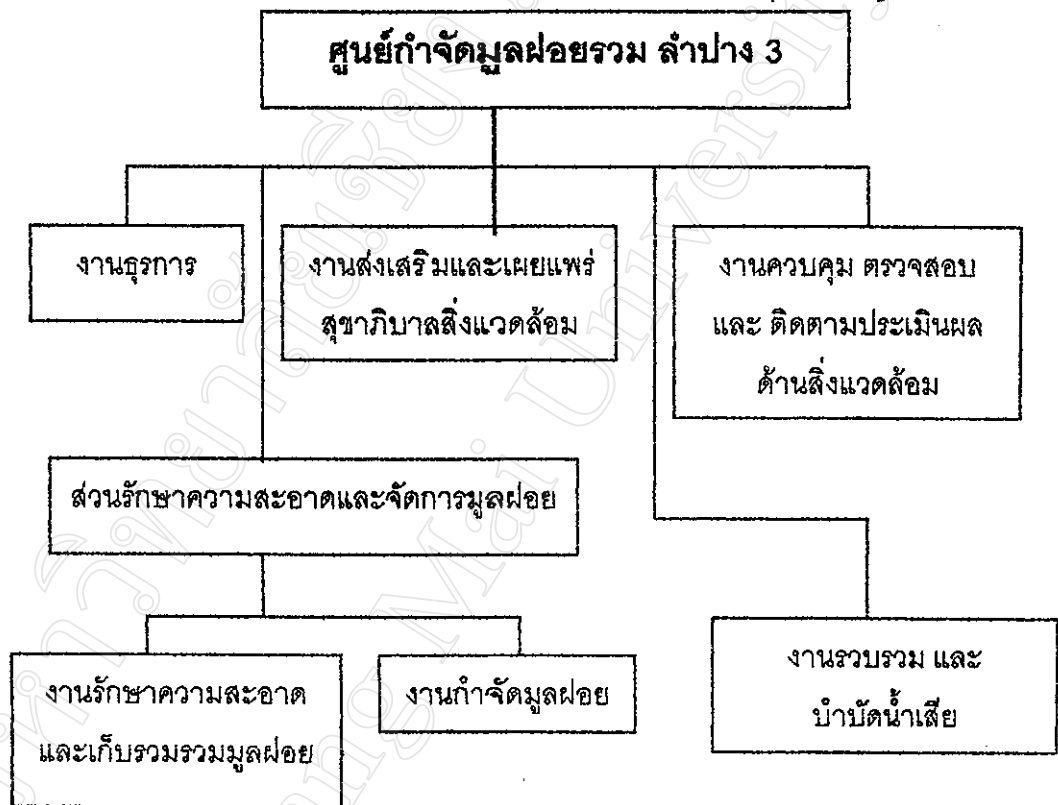 ศูนย์กำจัดมูลฝอยรวม ลำปาง 3
งานธุรการ
งานส่งเสริมและเผยแพร่
สุขาภิบาลสิ่งแวดล้อม
งานควบคุม ตรวจสอบ
และ ติดตามประเมินผล
ด้านสิ่งแวดล้อม
ส่วนรักษาความสะอาดและจัดการมูลฝอย
งานรักษาความสะอาด
และเก็บรวมรวมมูลฝอย
งานกำจัดมูลฝอย
งานรวบรวม และ
บำบัดน้ำเสีย